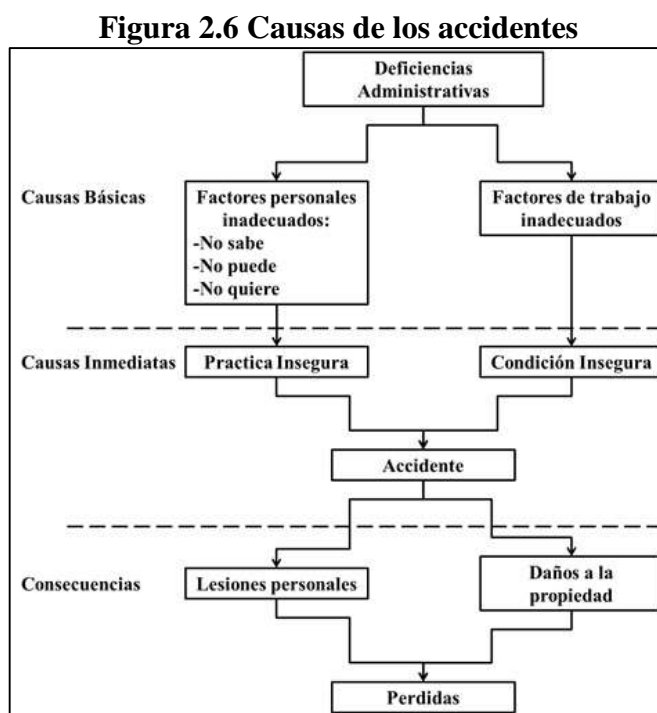 Figura 2.6 Causas de los accidentes
Deficiencias
Administrativas
Causas Básicas
Factores personales
inadecuados:
-No sabe
-No puede
-No quiere
Factores de trabajo
inadecuados
Causas Inmediatas
Practica Insegura
Condición Insegura
Accidente
Consecuencias
Lesiones personales
Daños a la
propiedad
Perdidas